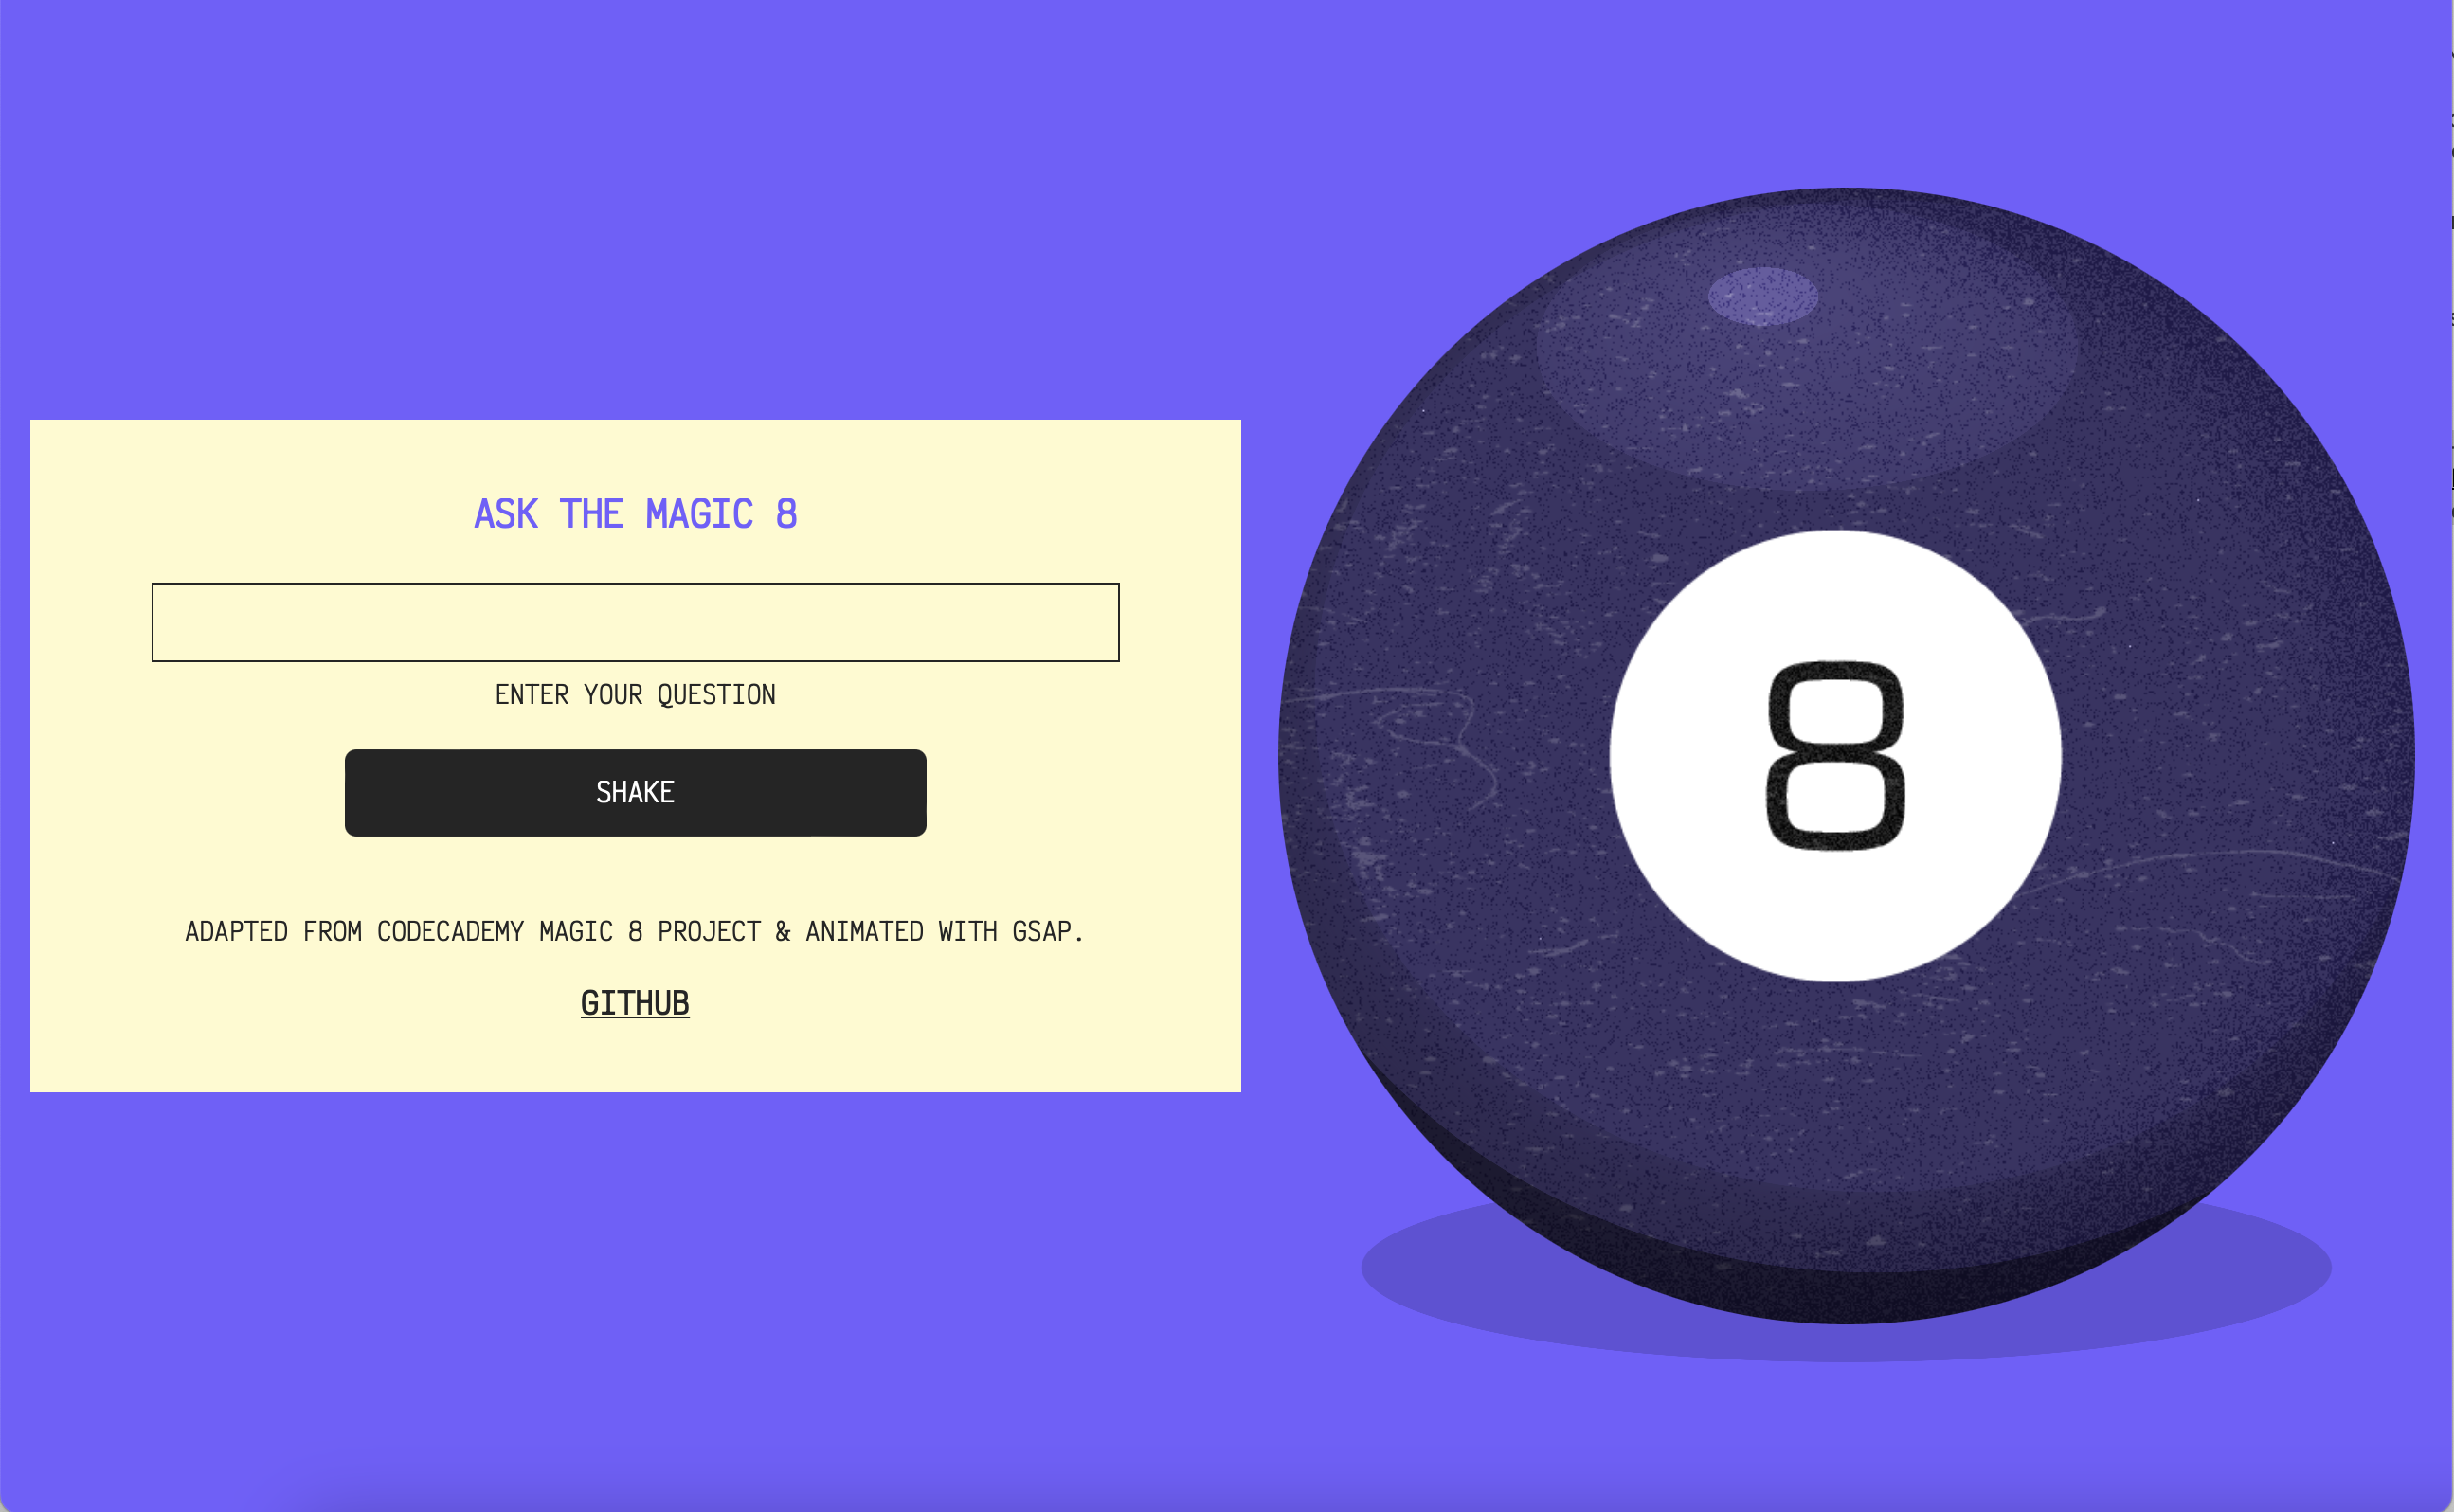 ASK THE MAGIC 8
ENTER YOUR QUESTION
SHAKE
ADAPTED FROM CODECADEMY MAGIC 8 PROJECT & ANIMATED WITH GSAP.
GITHUB
8